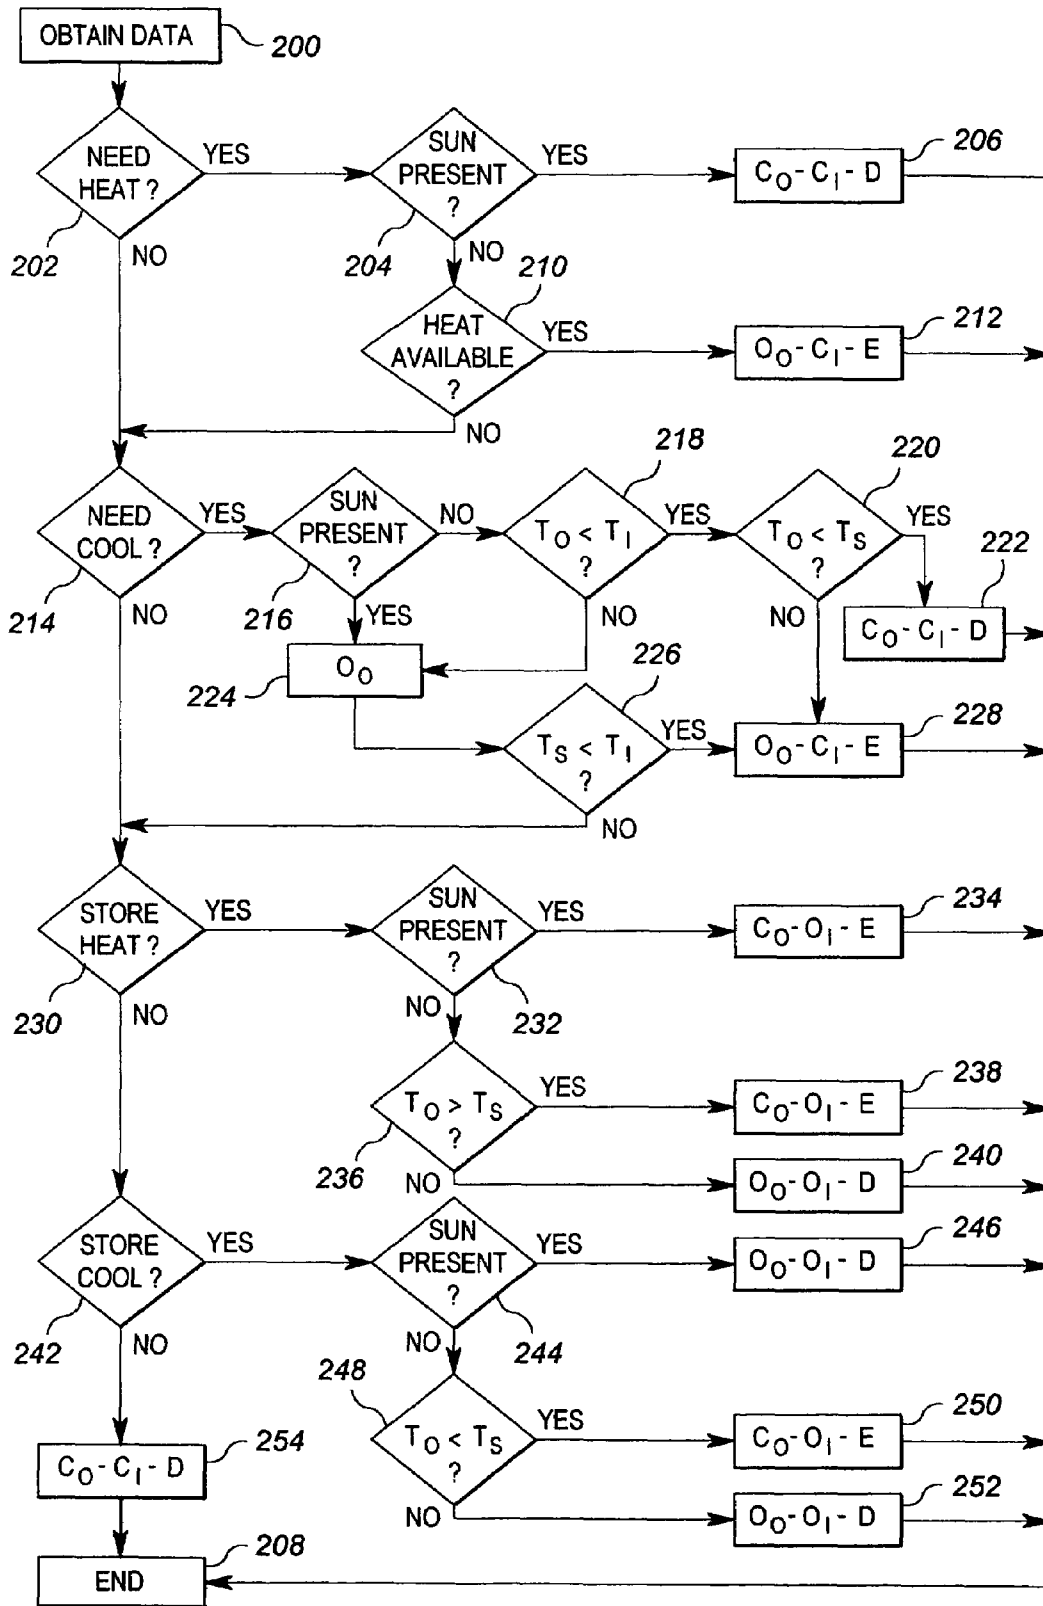 OBTAIN DATA
200
NEED
HEAT ?
202
YES
NO
SUN
PRESENT
?
204
YES
NO
C_O - C_I - D
206
HEAT
AVAILABLE
?
210
YES
NO
O_O - C_I - E
212
NEED
COOL ?
214
YES
NO
SUN
PRESENT
?
216
NO
YES
T_O < T_I
?
218
YES
NO
T_O < T_S
?
220
YES
NO
C_O - C_I - D
222
O_O
224
T_S < T_I
?
226
YES
NO
O_O - C_I - E
228
STORE
HEAT ?
230
YES
NO
SUN
PRESENT
?
232
YES
NO
C_O - O_I - E
234
T_O > T_S
?
236
YES
NO
C_O - O_I - E
238
O_O - O_I - D
240
STORE
COOL ?
242
YES
NO
SUN
PRESENT
?
244
YES
NO
O_O - O_I - D
246
T_O < T_S
?
248
YES
NO
C_O - O_I - E
250
O_O - O_I - D
252
C_O - C_I - D
254
END
208